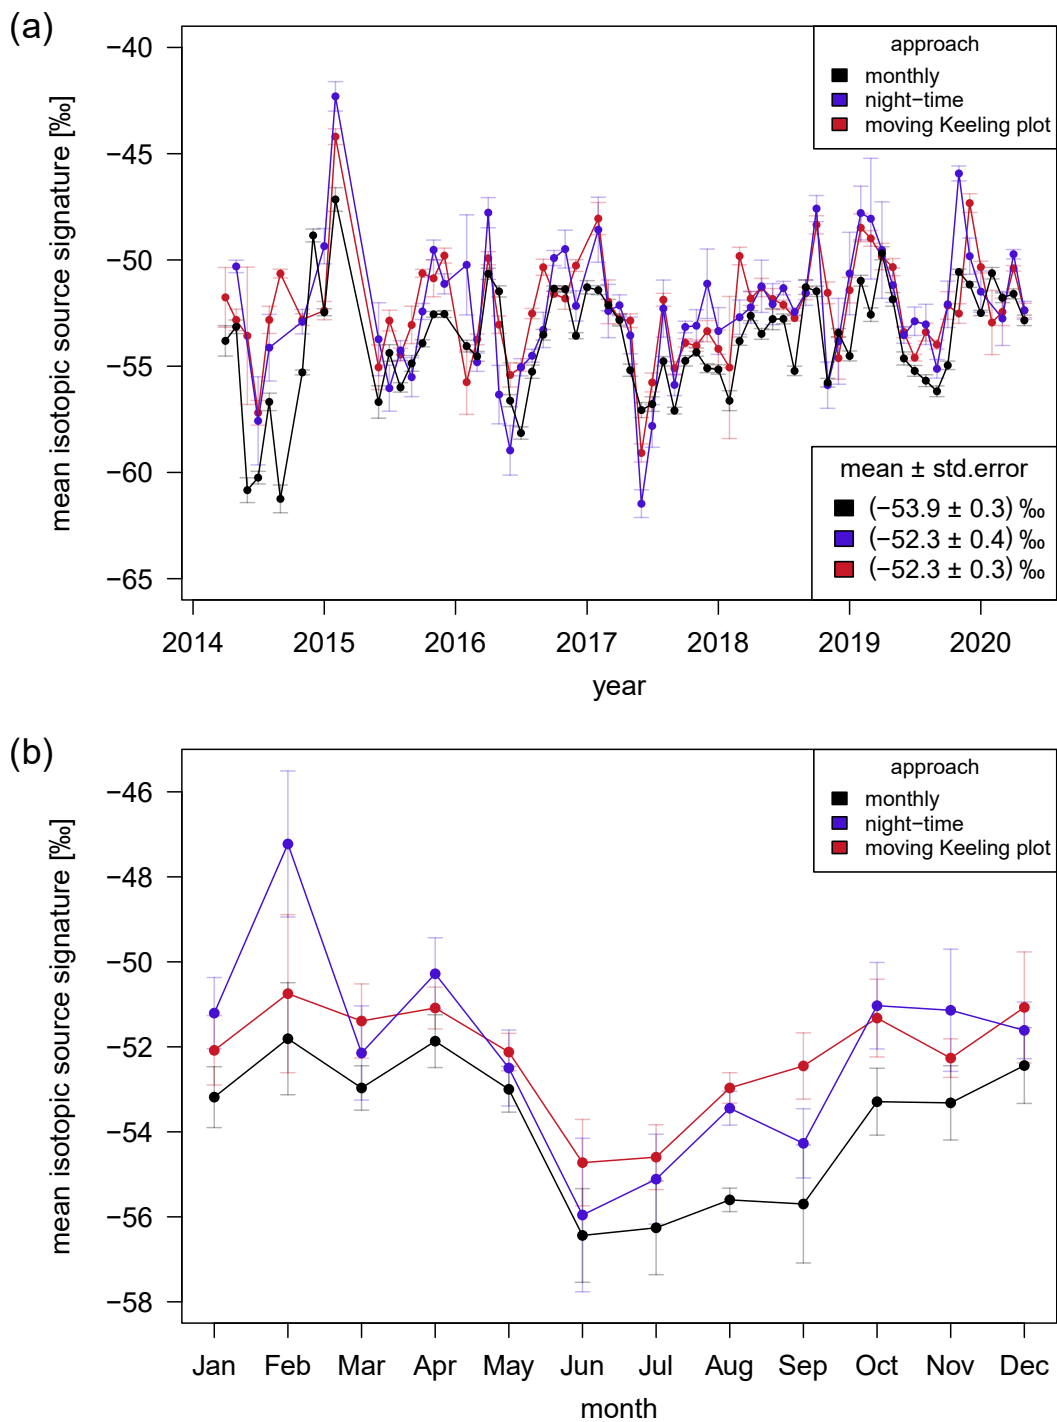 (a)
mean isotopic source signature [‰]
−40
−45
−50
−55
−60
−65
approach
monthly
night−time
moving Keeling plot
mean ± std.error
(−53.9 ± 0.3) ‰
(−52.3 ± 0.4) ‰
(−52.3 ± 0.3) ‰
2014 2015 2016 2017 2018 2019 2020
year
(b)
mean isotopic source signature [‰]
−46
−48
−50
−52
−54
−56
−58
approach
monthly
night−time
moving Keeling plot
Jan Feb Mar Apr May Jun Jul Aug Sep Oct Nov Dec
month